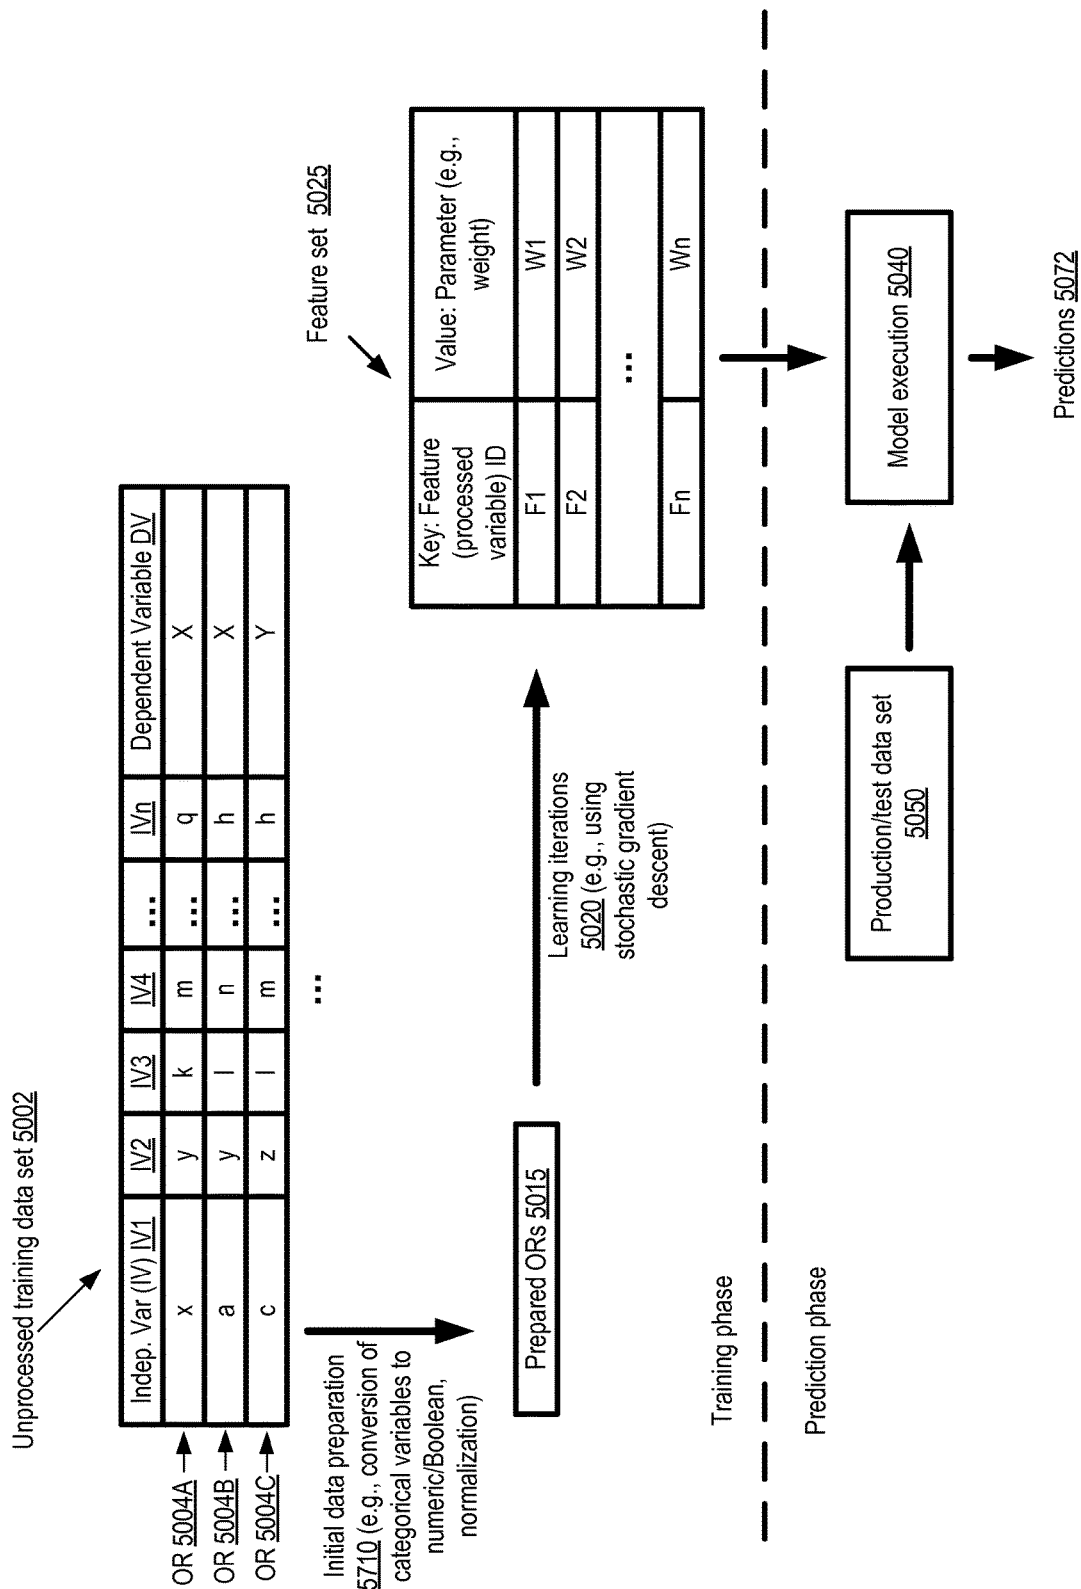 Unprocessed training data set 5002
Indep. Var (IV) IV1 IV2 IV3 IV4 ... IVn Dependent Variable DV
OR 5004A x y k m ... q X
OR 5004B a y l n ... h X
OR 5004C c z l m ... h Y
...
Initial data preparation
5710 (e.g., conversion of
categorical variables to
numeric/Boolean,
normalization)
Prepared ORs 5015
Learning iterations
5020 (e.g., using
stochastic gradient
descent)
Feature set 5025
Key: Feature
(processed
variable) ID
Value: Parameter (e.g.,
weight)
F1 W1
F2 W2
...
Fn Wn
Training phase
Prediction phase
Production/test data set
5050
Model execution 5040
Predictions 5072